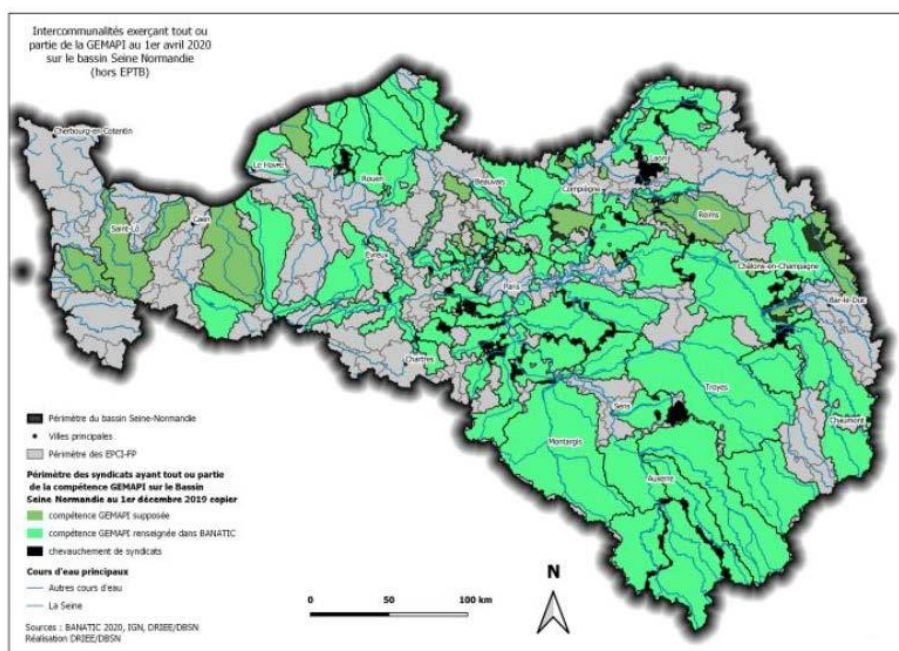 Intercommunalités exerçant tout ou
partie de la GEMAPI au 1er avril 2020
sur le bassin Seine Normandie
(hors EPTB)
Cherbourg-en Cotentin
Le Havre
Rouen
Beauvais
Compiègne
Laon
Reims
Saint-Lô
Caen
Evreux
Paris
Châlons-en-Champagne
Bar-le-Duc
Chartres
Troyes
Sens
Chaumont
Montargis
Auxerre
Périmètre du bassin Seine-Normandie
Villes principales
Périmètre des EPCI-FP
Périmètre des syndicats ayant tout ou partie
de la compétence GEMAPI sur le Bassin
Seine Normandie au 1er décembre 2019 copier
compétence GEMAPI supposée
compétence GEMAPI renseignée dans BANATIC
chevauchement de syndicats
Cours d'eau principaux
Autres cours d'eau
La Seine
Sources : BANATIC 2020, IGN, DRIEE/DBSN
Réalisation DRIEE/DBSN
0 50 100 km
N